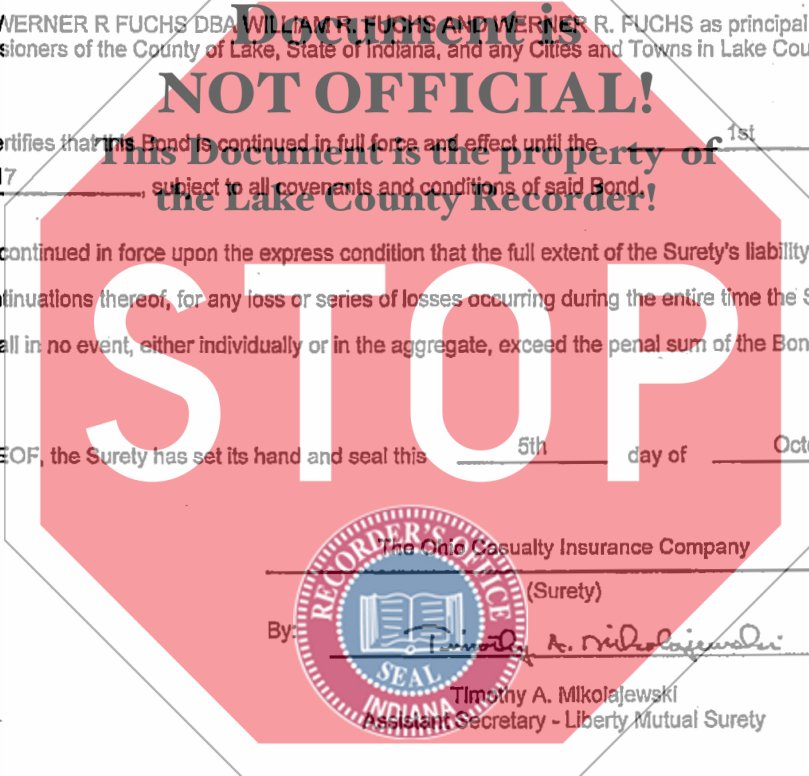 WERNER R FUCHS DBA WILLIAM R. FUCHS AND WERNER R. FUCHS as principal
Document is
sioners of the County of Lake, State of Indiana, and any Cities and Towns in Lake Cou
NOT OFFICIAL!
rtifies that this Bond is continued in full force and effect until the 1st
This Document is the property of
7 , subject to all covenants and conditions of said Bond.
the Lake County Recorder!
continued in force upon the express condition that the full extent of the Surety's liability
tinuations thereof, for any loss or series of losses occurring during the entire time the S
all in no event, either individually or in the aggregate, exceed the penal sum of the Bon
STOP
EOF, the Surety has set its hand and seal this 5th day of Octo
The Ohio Casualty Insurance Company
(Surety)
By: Timothy A. Mikolajewski
RECORDER'S OFFICE
SEAL
INDIANA
Timothy A. Mikolajewski
Assistant Secretary - Liberty Mutual Surety